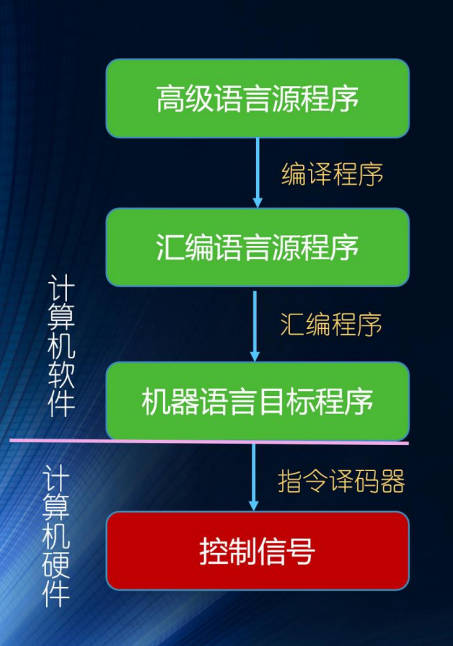 高级语言源程序
编译程序
汇编语言源程序
汇编程序
计算机软件
机器语言目标程序
指令译码器
计算机硬件
控制信号